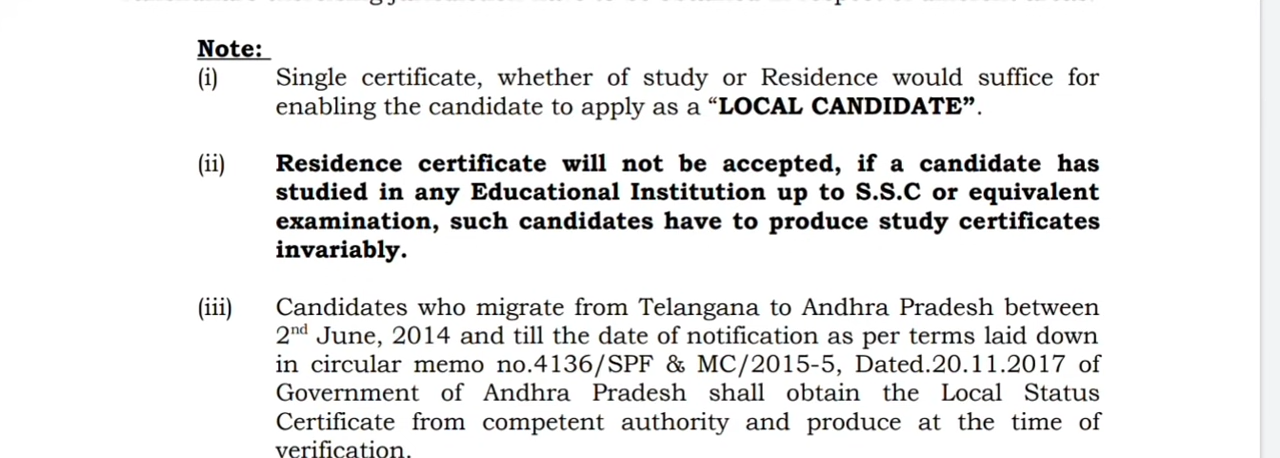 Note:
(i) Single certificate, whether of study or Residence would suffice for
enabling the candidate to apply as a “LOCAL CANDIDATE”.
(ii) Residence certificate will not be accepted, if a candidate has
studied in any Educational Institution up to S.S.C or equivalent
examination, such candidates have to produce study certificates
invariably.
(iii) Candidates who migrate from Telangana to Andhra Pradesh between
2nd June, 2014 and till the date of notification as per terms laid down
in circular memo no.4136/SPF & MC/2015-5, Dated.20.11.2017 of
Government of Andhra Pradesh shall obtain the Local Status
Certificate from competent authority and produce at the time of
verification.